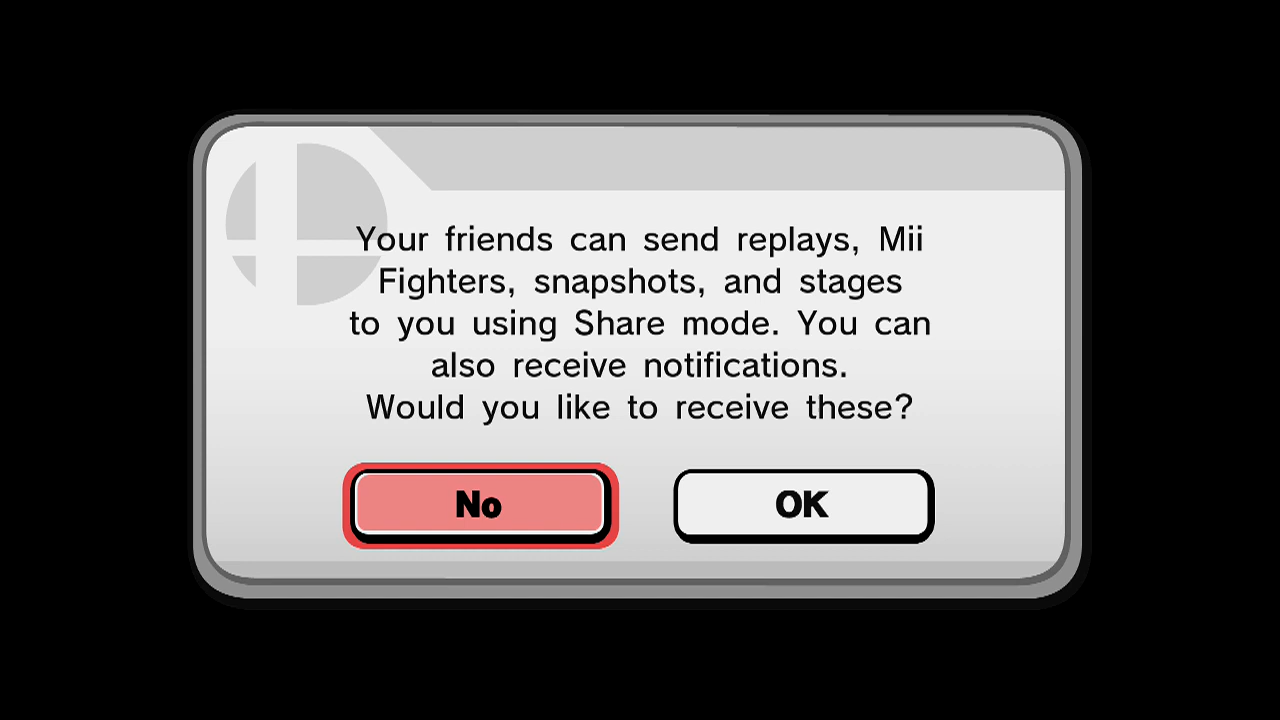 Your friends can send replays, Mii
Fighters, snapshots, and stages
to you using Share mode. You can
also receive notifications.
Would you like to receive these?
No
OK